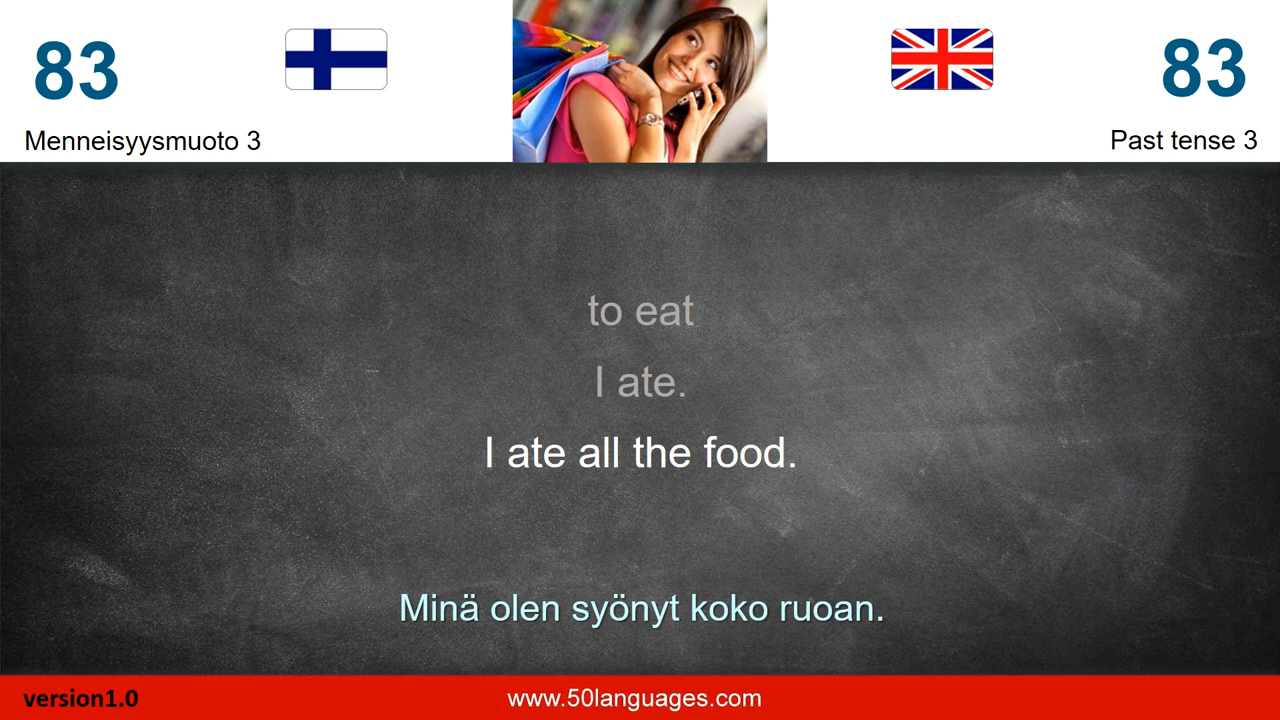 83
83
Menneisyysmuoto 3
Past tense 3
to eat
I ate.
I ate all the food.
Minä olen syönyt koko ruoan.
version1.0
www.50languages.com